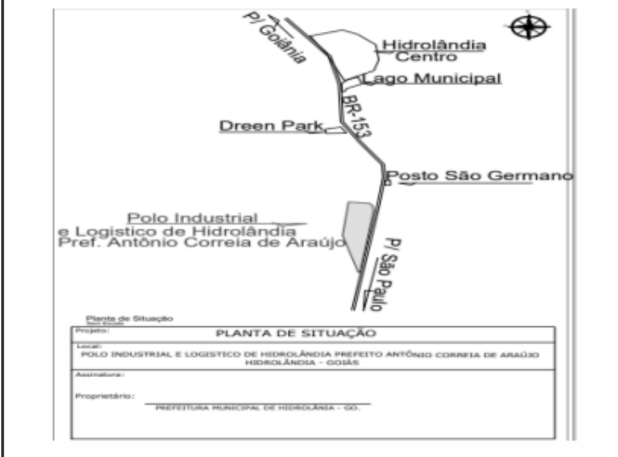 P/ Goiânia
Hidrolândia
Centro
Lago Municipal
BR-153
Dreen Park
Posto São Germano
Polo Industrial
e Logistico de Hidrolândia
Pref. Antônio Correia de Araújo
P/ São Paulo
Planta de Situação
Sem Escala
Projeto:
PLANTA DE SITUAÇÃO
Local:
POLO INDUSTRIAL E LOGISTICO DE HIDROLÂNDIA PREFEITO ANTÔNIO CORREIA DE ARAÚJO
HIDROLÂNDIA - GOIÁS
Assinatura:
Proprietário:
PREFEITURA MUNICIPAL DE HIDROLÂNIA - GO.